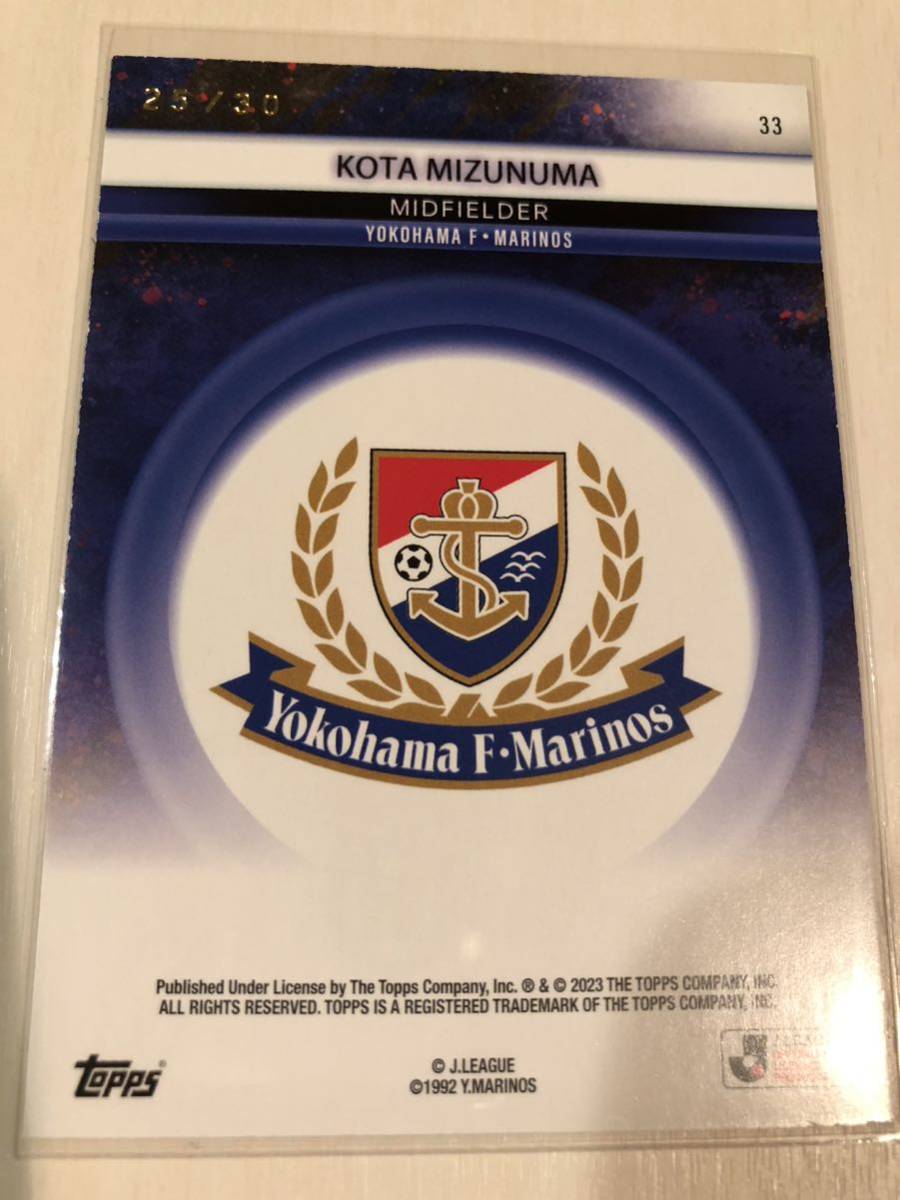 25/30
33
KOTA MIZUNUMA
MIDFIELDER
YOKOHAMA F•MARINOS
Yokohama F•Marinos
Published Under License by The Topps Company, Inc. ® & © 2023 THE TOPPS COMPANY, INC.
ALL RIGHTS RESERVED. TOPPS IS A REGISTERED TRADEMARK OF THE TOPPS COMPANY, INC.
topps®
© J.LEAGUE
©1992 Y.MARINOS